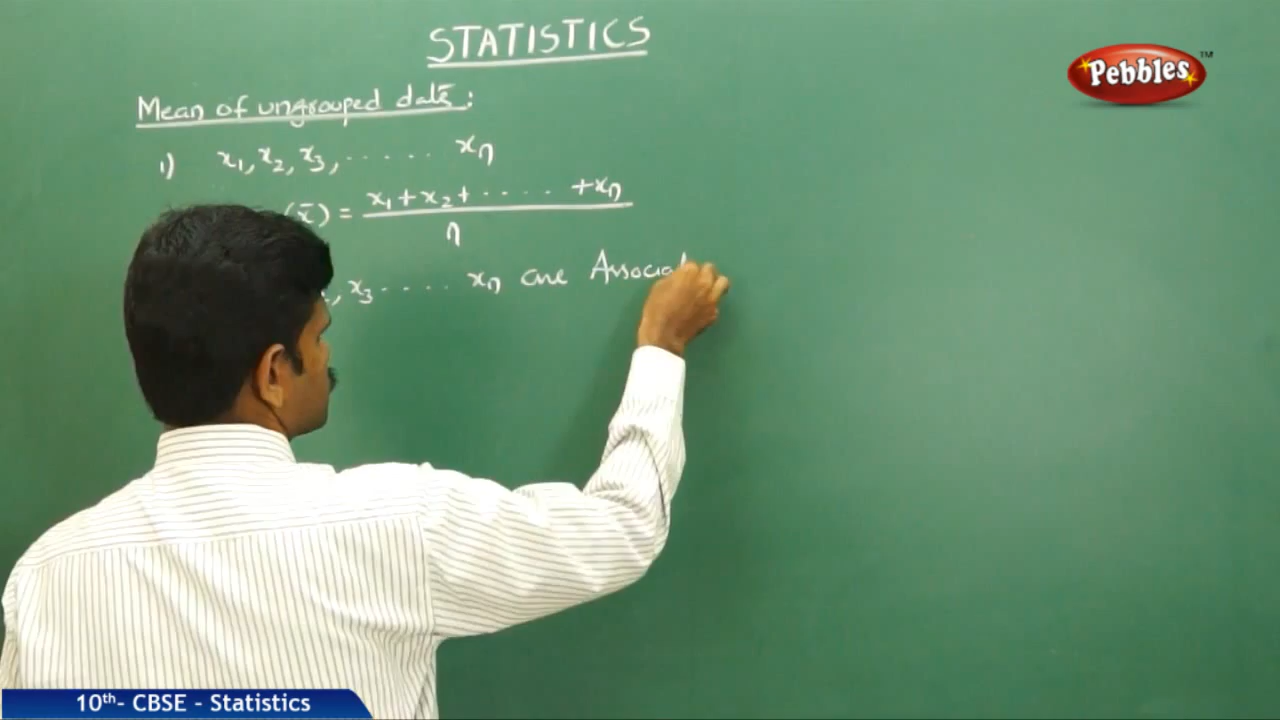 STATISTICS
Pebbles™
Mean of ungrouped data :
1) x₁, x₂, x₃, ...... xₙ
(x̄) = x₁ + x₂ + ...... + xₙ
n
, x₃ ..... xₙ are Associat
10th- CBSE - Statistics